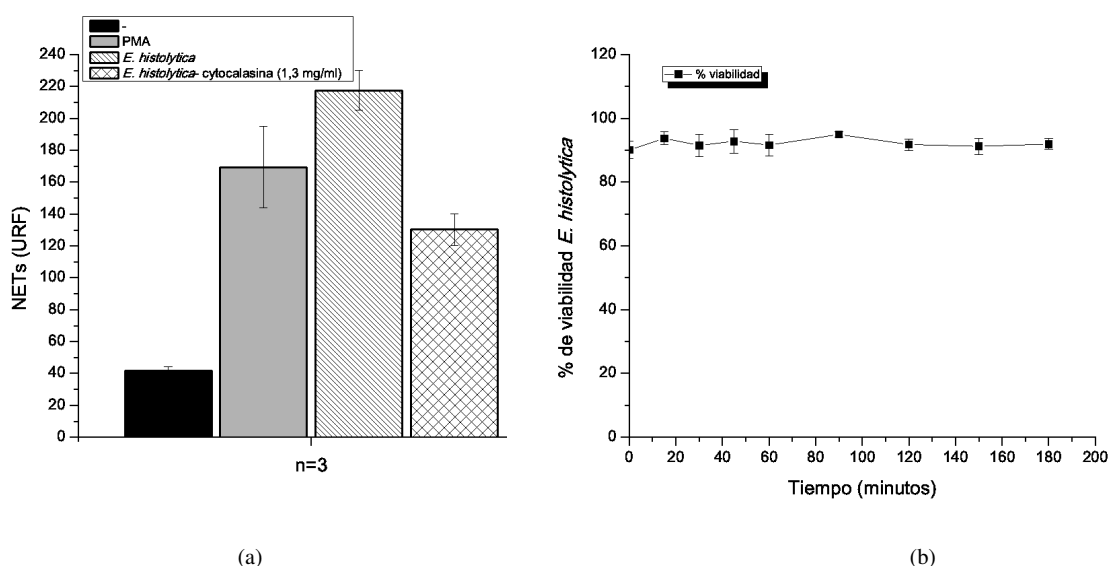 -
PMA
E. histolytica
E. histolytica- cytocalasina (1,3 mg/ml)
240
220
200
180
160
140
120
100
80
60
40
20
0
NETs (URF)
n=3
(a)
% viabilidad
120
100
80
60
40
20
0
% de viabilidad E. histolytica
0 20 40 60 80 100 120 140 160 180 200
Tiempo (minutos)
(b)